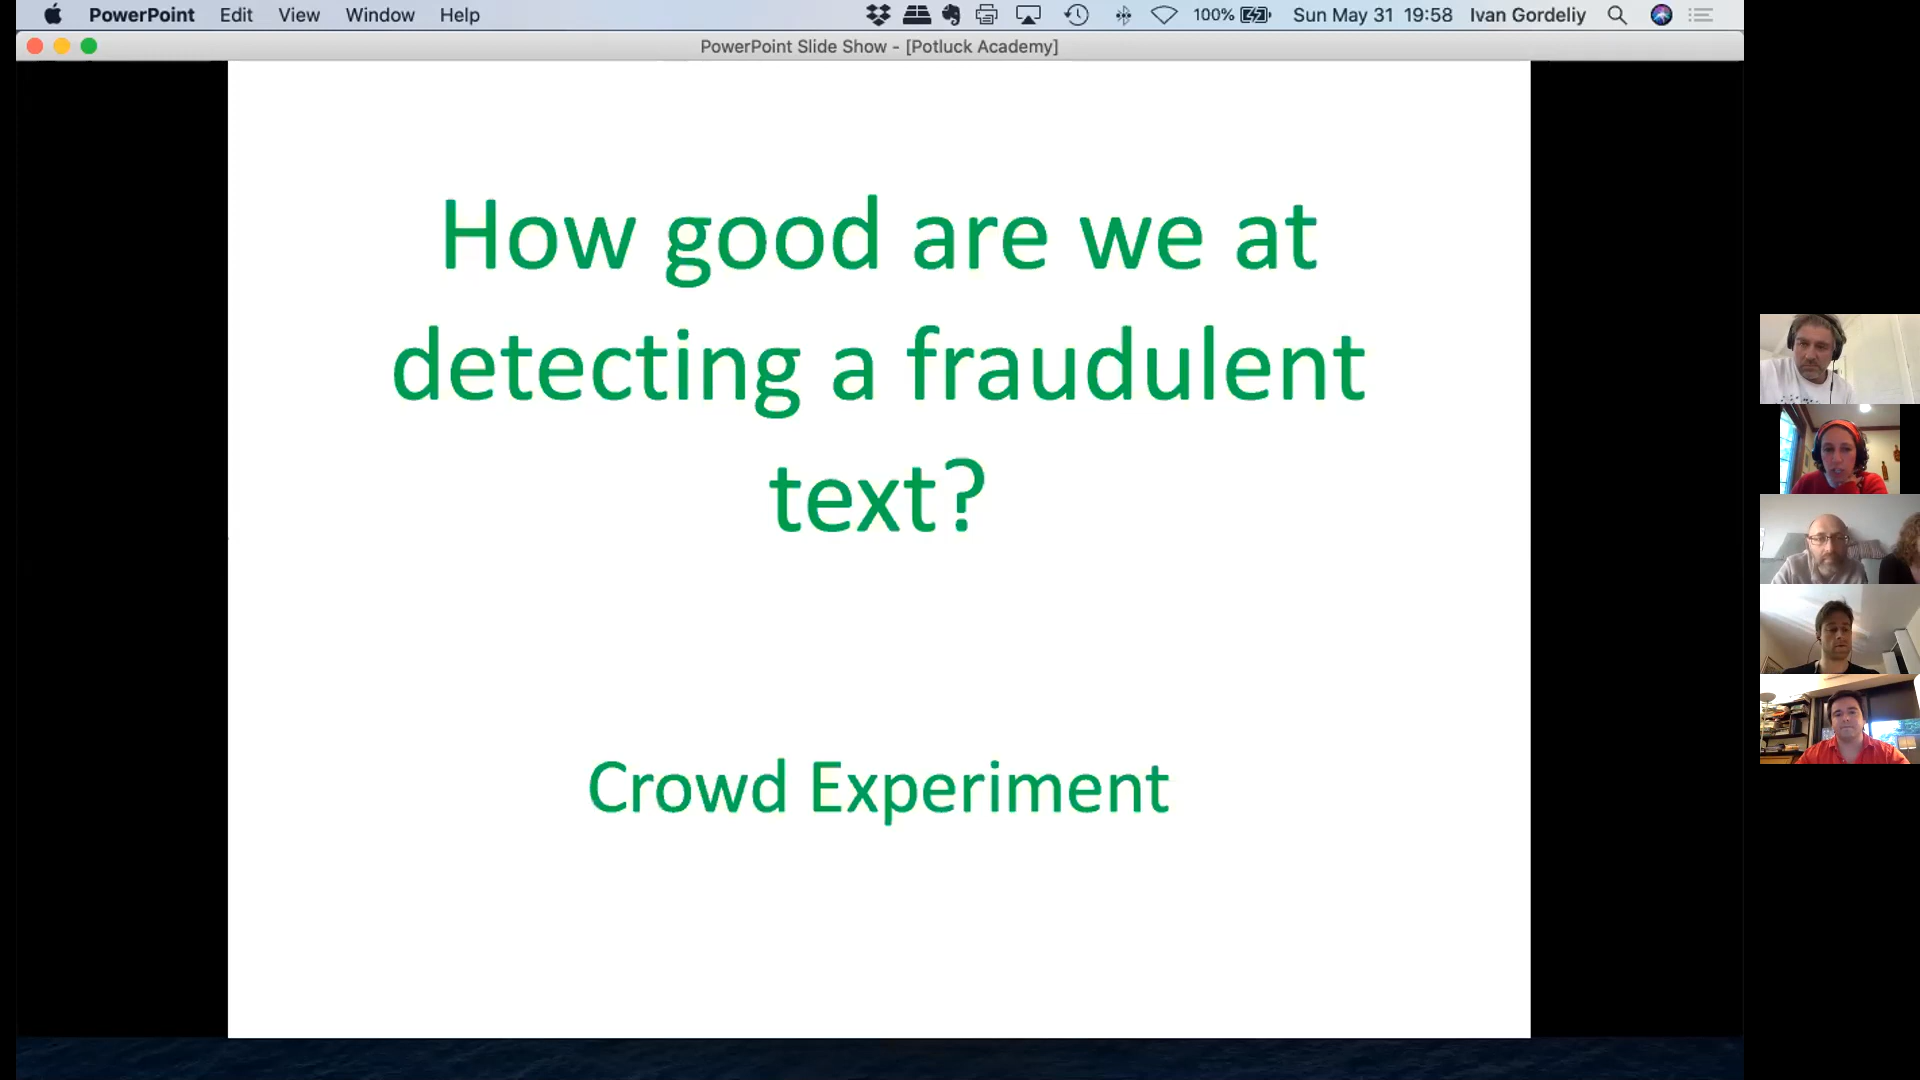 PowerPoint Edit View Window Help 100% Sun May 31 19:58 Ivan Gordeliy
PowerPoint Slide Show - [Potluck Academy]
How good are we at
detecting a fraudulent
text?
Crowd Experiment